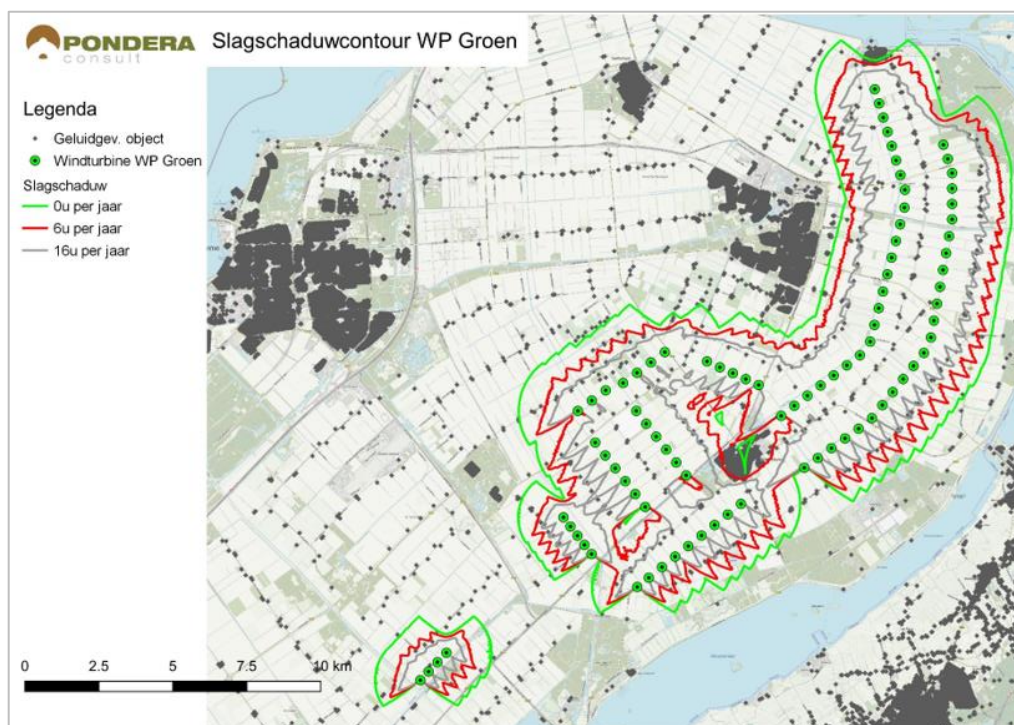 PONDERA
consult
Slagschaduwcontour WP Groen
Legenda
Geluidgev. object
Windturbine WP Groen
Slagschaduw
0u per jaar
6u per jaar
16u per jaar
0 2.5 5 7.5 10 km